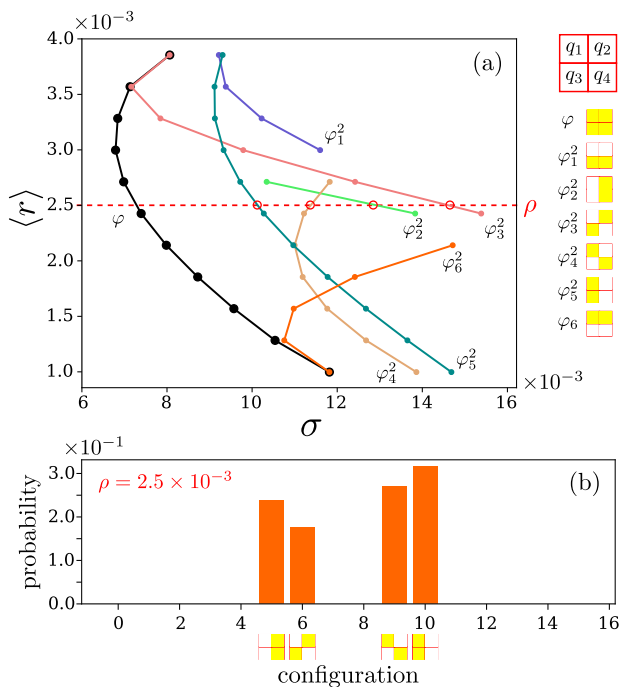 ×10⁻³
(a)
4.0
3.5
3.0
2.5
2.0
1.5
1.0
⟨r⟩
φ
φ₁²
φ₂²
φ₃²
φ₆²
φ₄²
φ₅²
ρ
6
8
10
12
14
16
×10⁻³
σ
q₁ q₂
q₃ q₄
φ
φ₁²
φ₂²
φ₃²
φ₄²
φ₅²
φ₆
×10⁻¹
ρ = 2.5 × 10⁻³
(b)
3.0
2.0
0.0
probability
0 2 4 6 8 10 12 14 16
configuration